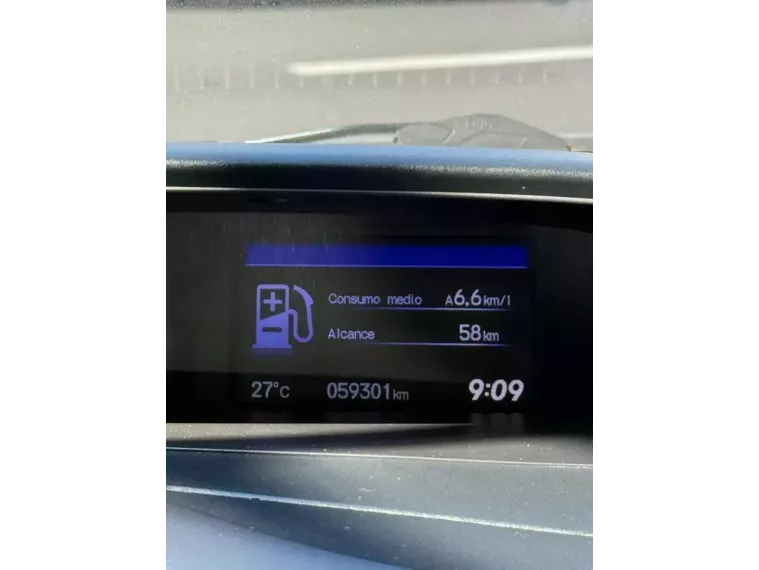 Consumo medio A6.6km/l
Alcance 58km
27°C 059301km 9:09